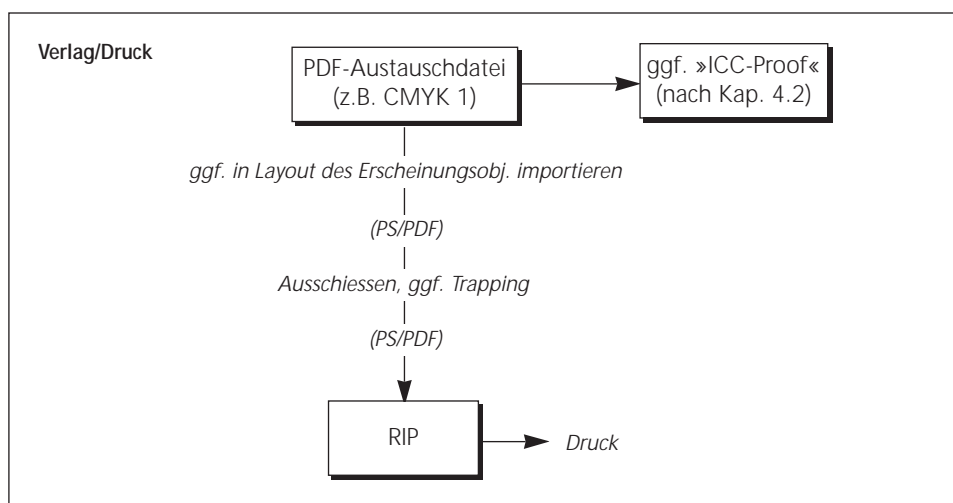 Verlag/Druck
PDF-Austauschdatei
(z.B. CMYK 1)
ggf. »ICC-Proof«
(nach Kap. 4.2)
ggf. in Layout des Erscheinungsobj. importieren
(PS/PDF)
Ausschiessen, ggf. Trapping
(PS/PDF)
RIP
Druck